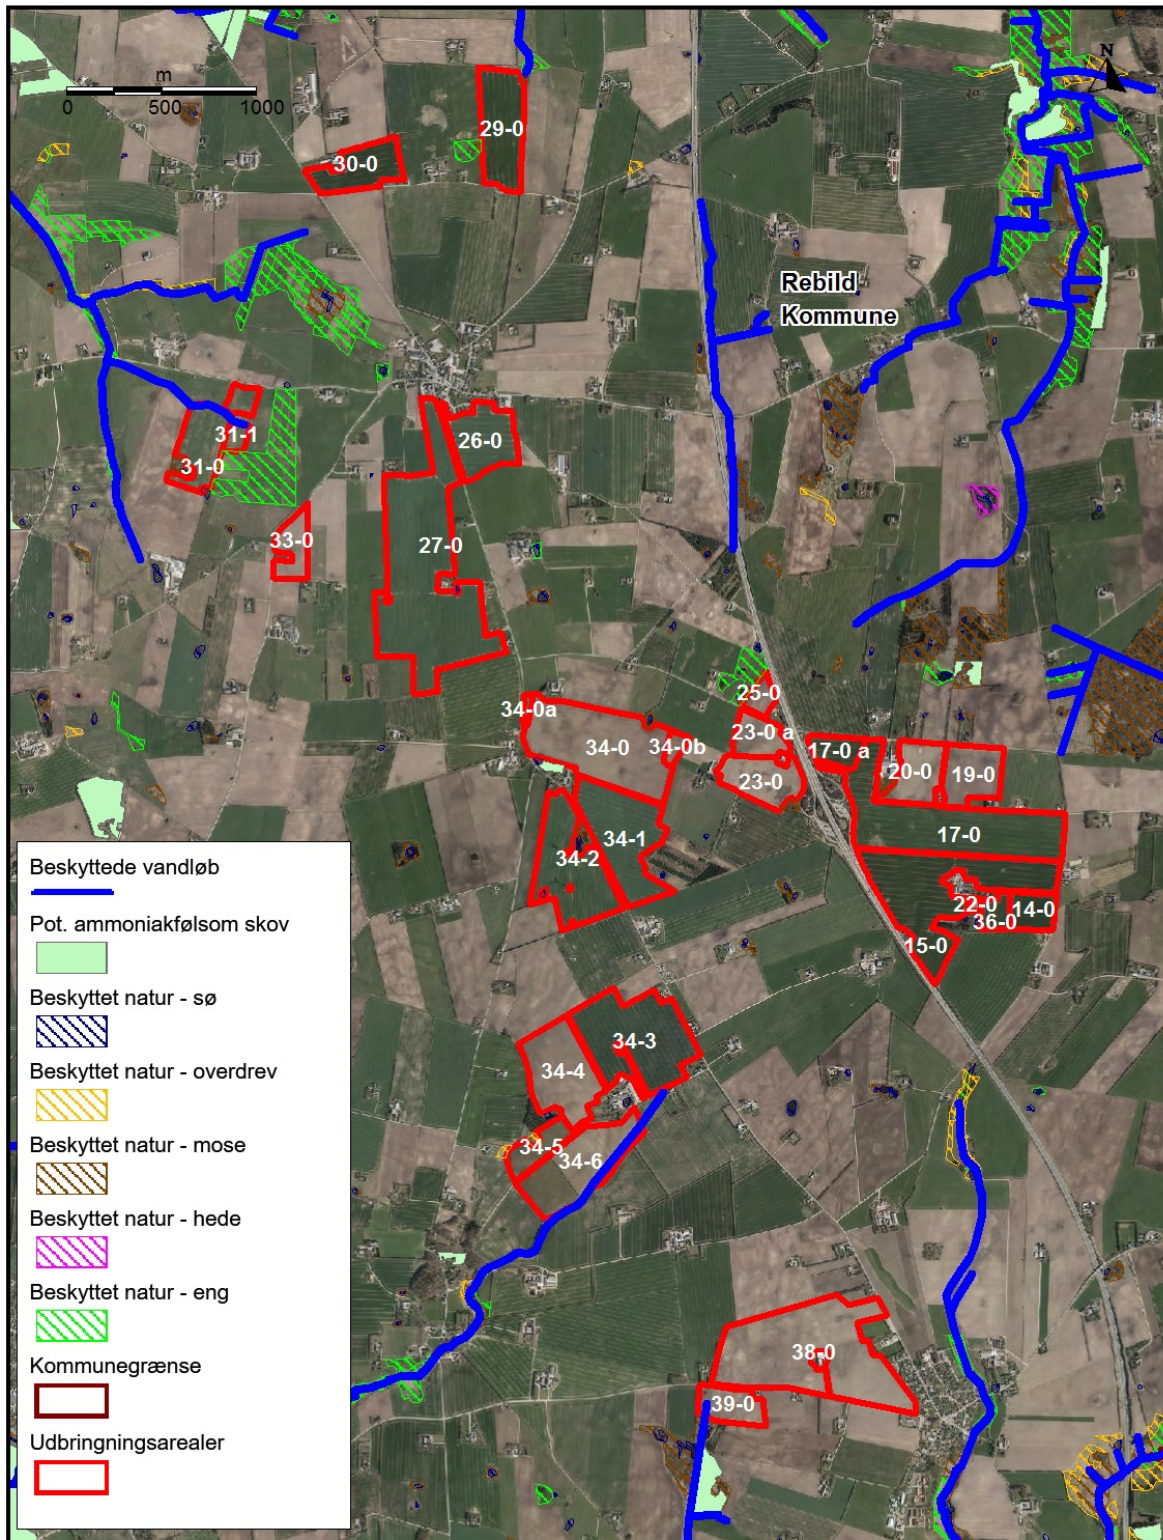 N
m
0 500 1000
29-0
30-0
Rebild
Kommune
31-1
26-0
31-0
33-0
27-0
25-0
34-0a
23-0 a
34-0
34-0b
17-0 a
20-0
19-0
23-0
17-0
34-1
34-2
22-0
14-0
36-0
15-0
34-3
34-4
34-5
34-6
38-0
39-0
Beskyttede vandløb
Pot. ammoniakfølsom skov
Beskyttet natur - sø
Beskyttet natur - overdrev
Beskyttet natur - mose
Beskyttet natur - hede
Beskyttet natur - eng
Kommunegrænse
Udbringningsarealer